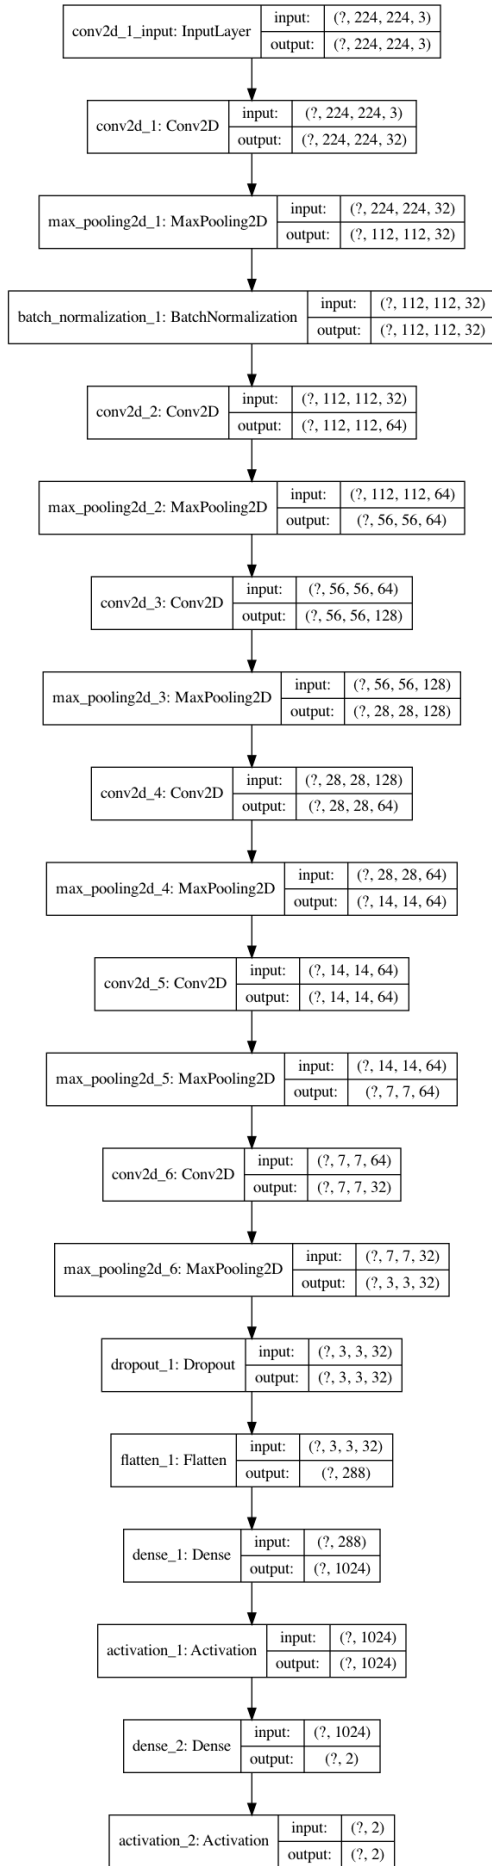 conv2d_1_input: InputLayer
input: (?, 224, 224, 3)
output: (?, 224, 224, 3)
conv2d_1: Conv2D
input: (?, 224, 224, 3)
output: (?, 224, 224, 32)
max_pooling2d_1: MaxPooling2D
input: (?, 224, 224, 32)
output: (?, 112, 112, 32)
batch_normalization_1: BatchNormalization
input: (?, 112, 112, 32)
output: (?, 112, 112, 32)
conv2d_2: Conv2D
input: (?, 112, 112, 32)
output: (?, 112, 112, 64)
max_pooling2d_2: MaxPooling2D
input: (?, 112, 112, 64)
output: (?, 56, 56, 64)
conv2d_3: Conv2D
input: (?, 56, 56, 64)
output: (?, 56, 56, 128)
max_pooling2d_3: MaxPooling2D
input: (?, 56, 56, 128)
output: (?, 28, 28, 128)
conv2d_4: Conv2D
input: (?, 28, 28, 128)
output: (?, 28, 28, 64)
max_pooling2d_4: MaxPooling2D
input: (?, 28, 28, 64)
output: (?, 14, 14, 64)
conv2d_5: Conv2D
input: (?, 14, 14, 64)
output: (?, 14, 14, 64)
max_pooling2d_5: MaxPooling2D
input: (?, 14, 14, 64)
output: (?, 7, 7, 64)
conv2d_6: Conv2D
input: (?, 7, 7, 64)
output: (?, 7, 7, 32)
max_pooling2d_6: MaxPooling2D
input: (?, 7, 7, 32)
output: (?, 3, 3, 32)
dropout_1: Dropout
input: (?, 3, 3, 32)
output: (?, 3, 3, 32)
flatten_1: Flatten
input: (?, 3, 3, 32)
output: (?, 288)
dense_1: Dense
input: (?, 288)
output: (?, 1024)
activation_1: Activation
input: (?, 1024)
output: (?, 1024)
dense_2: Dense
input: (?, 1024)
output: (?, 2)
activation_2: Activation
input: (?, 2)
output: (?, 2)